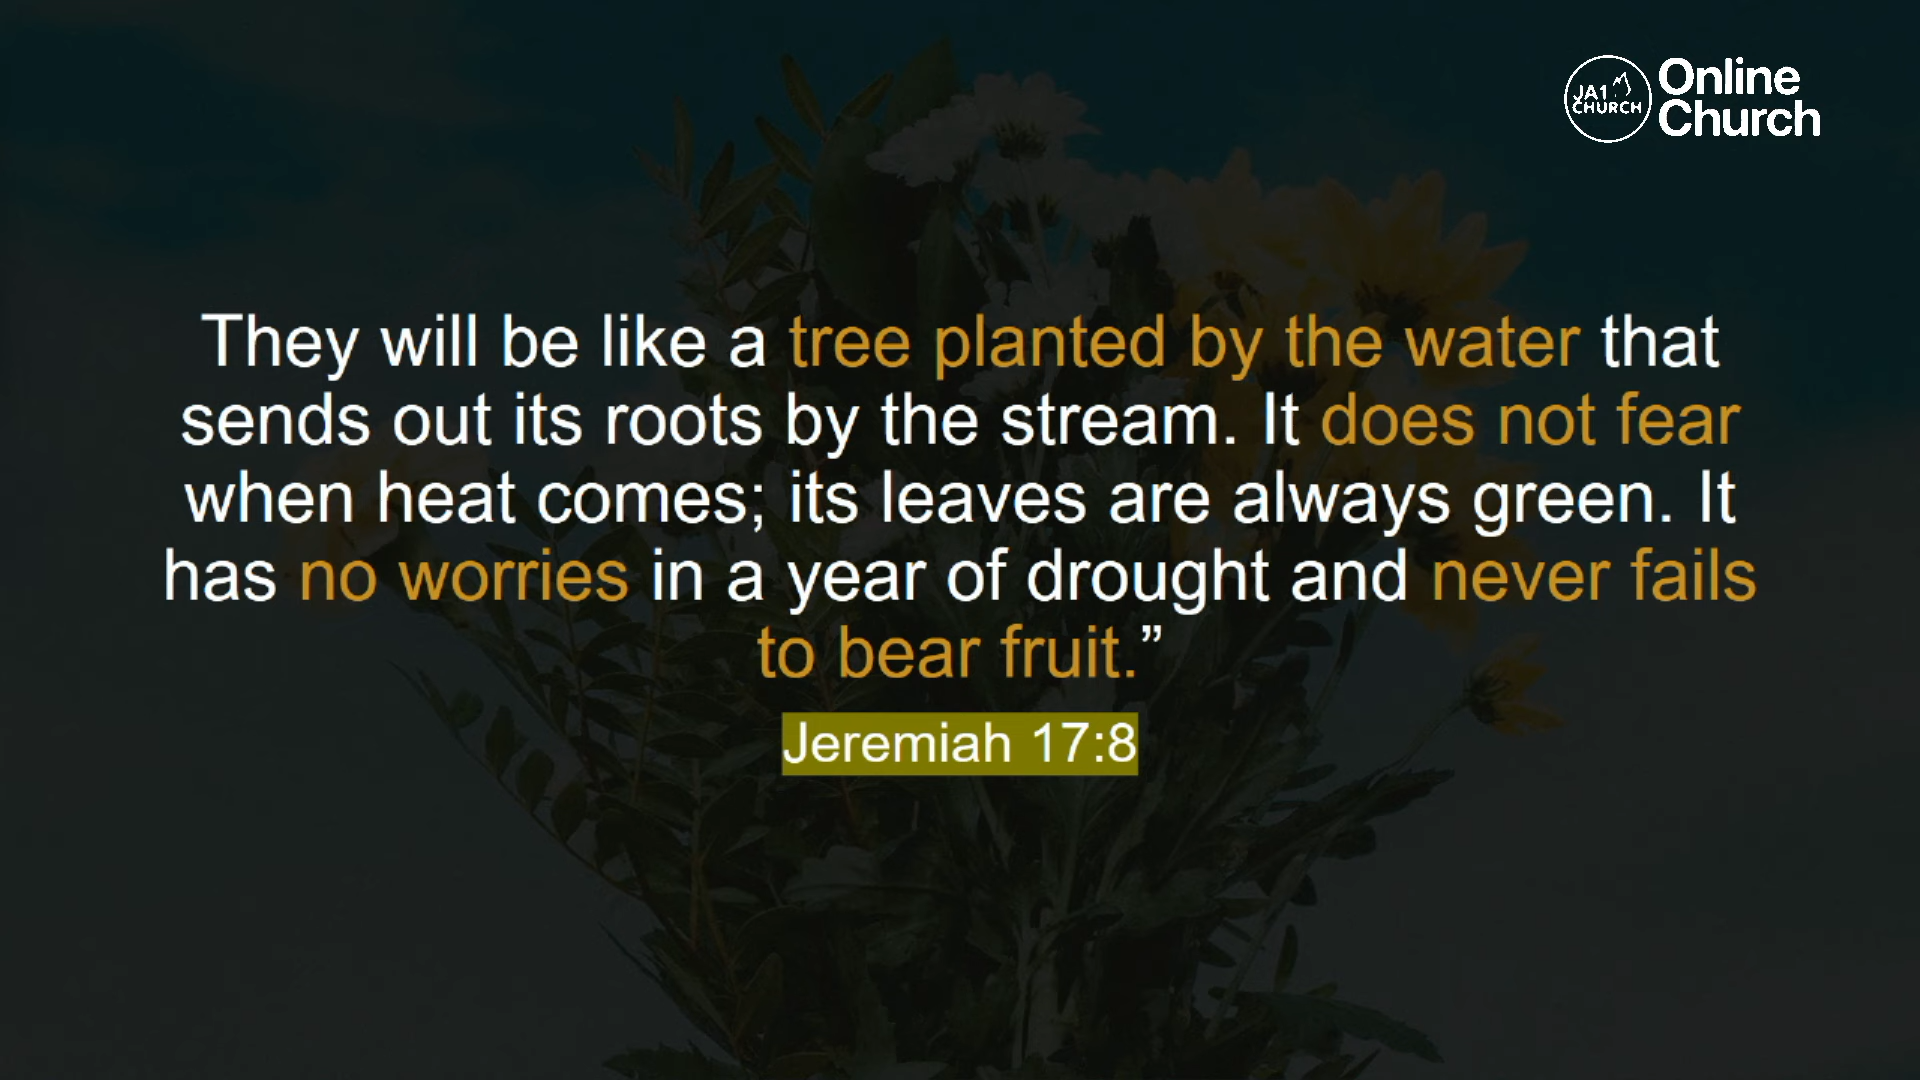 JA1
CHURCH
Online
Church
They will be like a tree planted by the water that
sends out its roots by the stream. It does not fear
when heat comes; its leaves are always green. It
has no worries in a year of drought and never fails
to bear fruit.”
Jeremiah 17:8